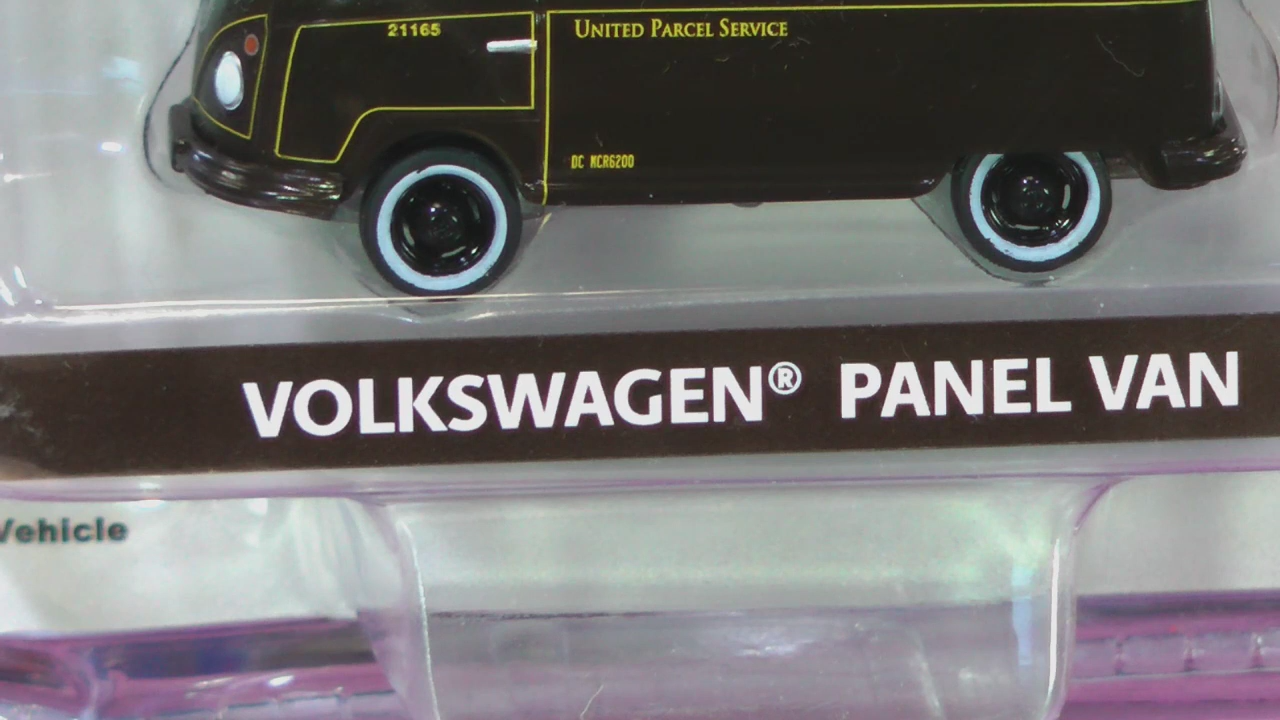 21165
United Parcel Service
DC MCR6200
VOLKSWAGEN® PANEL VAN
Vehicle